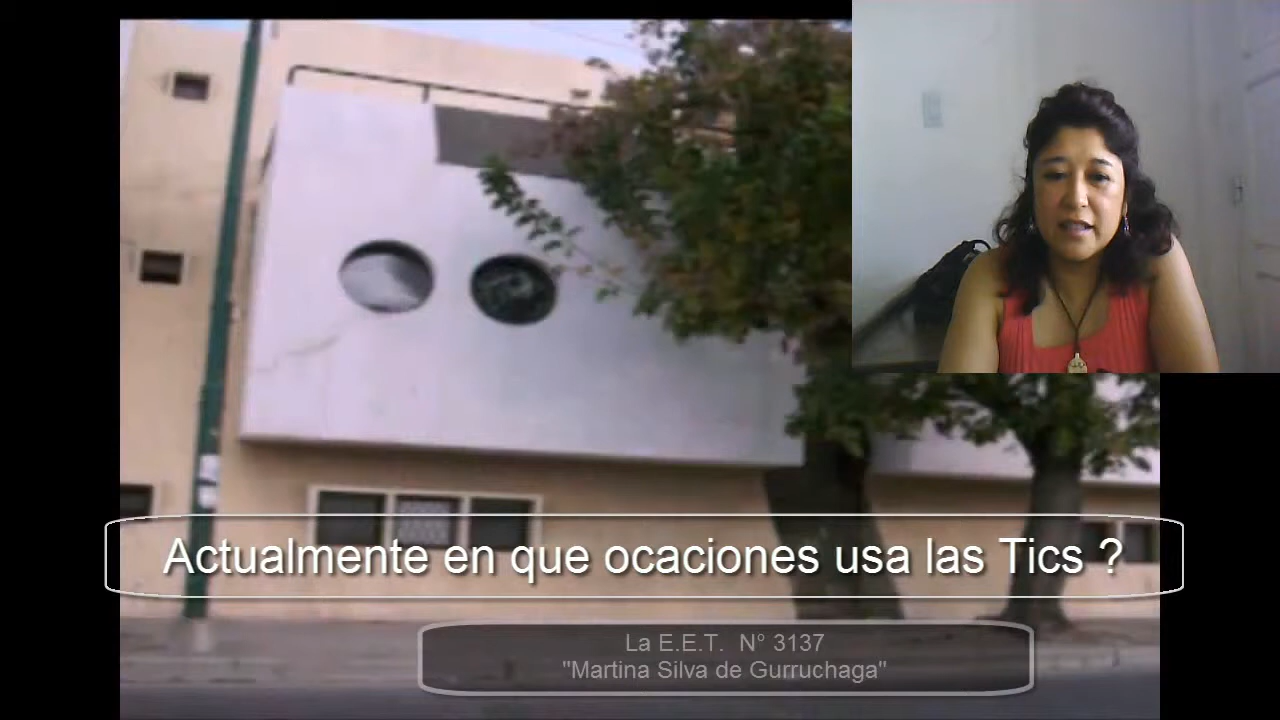 Actualmente en que ocaciones usa las Tics ?
La E.E.T. N° 3137
"Martina Silva de Gurruchaga"